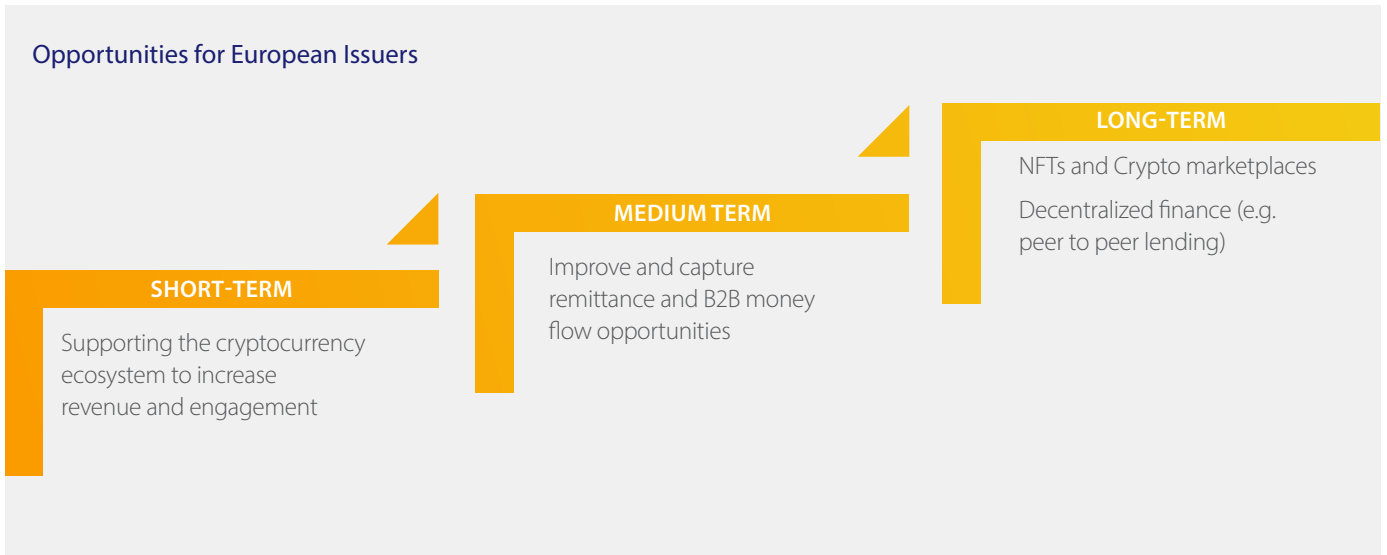 Opportunities for European Issuers
SHORT-TERM
Supporting the cryptocurrency
ecosystem to increase
revenue and engagement
MEDIUM TERM
Improve and capture
remittance and B2B money
flow opportunities
LONG-TERM
NFTs and Crypto marketplaces
Decentralized finance (e.g.
peer to peer lending)